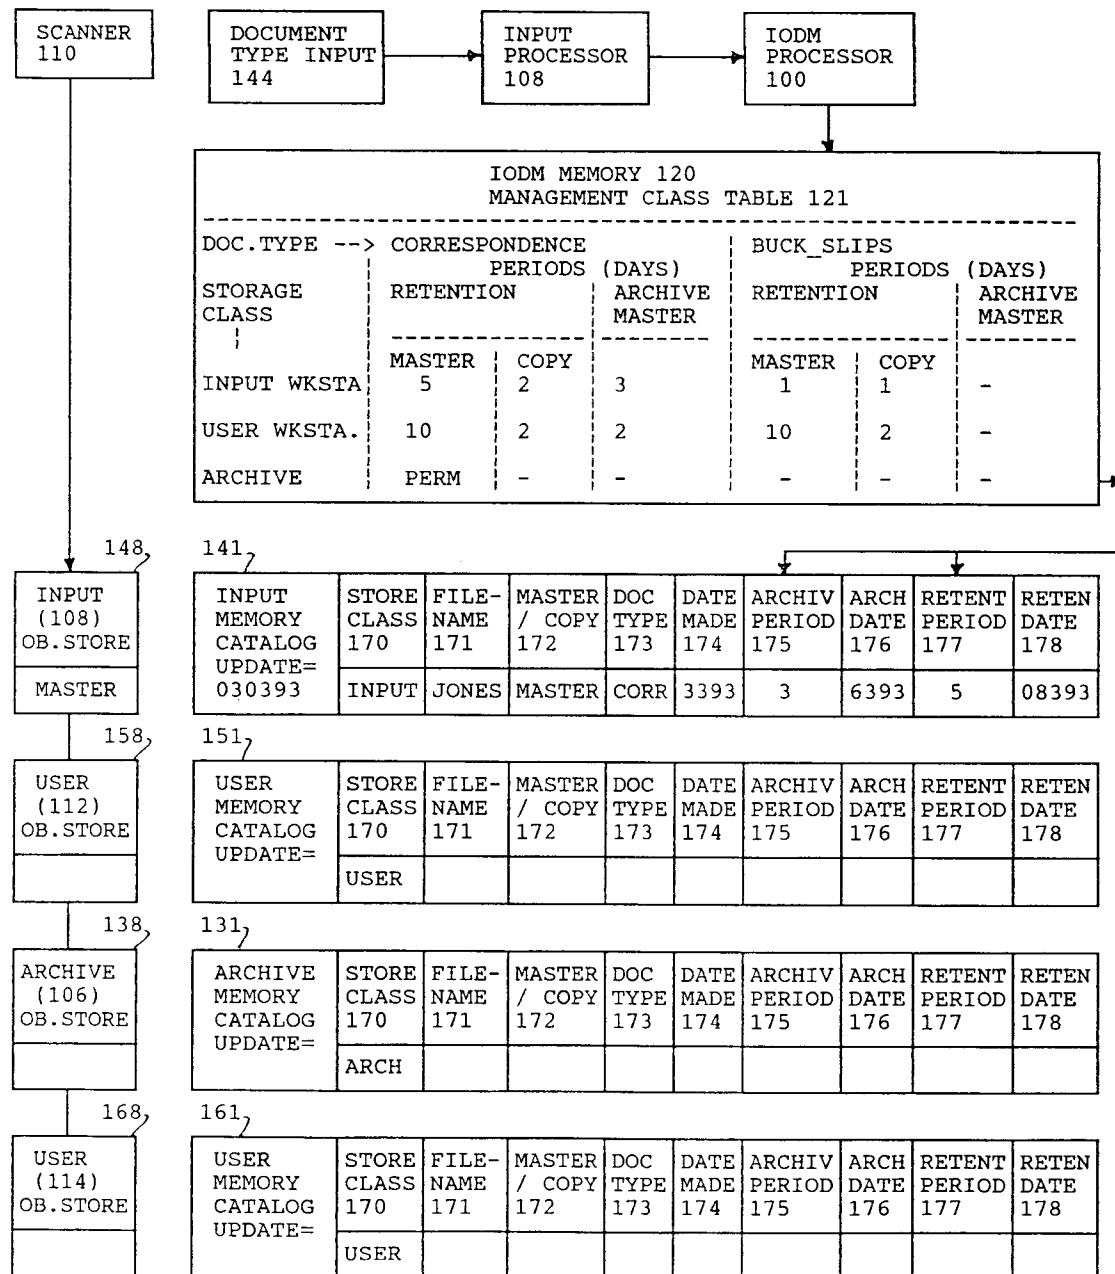 SCANNER
110
DOCUMENT
TYPE INPUT
144
INPUT
PROCESSOR
108
IODM
PROCESSOR
100
IODM MEMORY 120
MANAGEMENT CLASS TABLE 121
DOC.TYPE --> CORRESPONDENCE BUCK_SLIPS
PERIODS (DAYS) PERIODS (DAYS)
STORAGE RETENTION ARCHIVE RETENTION ARCHIVE
CLASS MASTER MASTER
MASTER COPY MASTER COPY
INPUT WKSTA 5 2 3 1 1 -
USER WKSTA. 10 2 2 10 2 -
ARCHIVE PERM - - - - -
148 141
INPUT
(108)
OB.STORE
MASTER
INPUT STORE FILE- MASTER DOC DATE ARCHIV ARCH RETENT RETEN
MEMORY CLASS NAME / COPY TYPE MADE PERIOD DATE PERIOD DATE
CATALOG 170 171 172 173 174 175 176 177 178
UPDATE=
030393 INPUT JONES MASTER CORR 3393 3 6393 5 08393
158 151
USER
(112)
OB.STORE
USER STORE FILE- MASTER DOC DATE ARCHIV ARCH RETENT RETEN
MEMORY CLASS NAME / COPY TYPE MADE PERIOD DATE PERIOD DATE
CATALOG 170 171 172 173 174 175 176 177 178
UPDATE=
USER
138 131
ARCHIVE
(106)
OB.STORE
ARCHIVE STORE FILE- MASTER DOC DATE ARCHIV ARCH RETENT RETEN
MEMORY CLASS NAME / COPY TYPE MADE PERIOD DATE PERIOD DATE
CATALOG 170 171 172 173 174 175 176 177 178
UPDATE=
ARCH
168 161
USER
(114)
OB.STORE
USER STORE FILE- MASTER DOC DATE ARCHIV ARCH RETENT RETEN
MEMORY CLASS NAME / COPY TYPE MADE PERIOD DATE PERIOD DATE
CATALOG 170 171 172 173 174 175 176 177 178
UPDATE=
USER